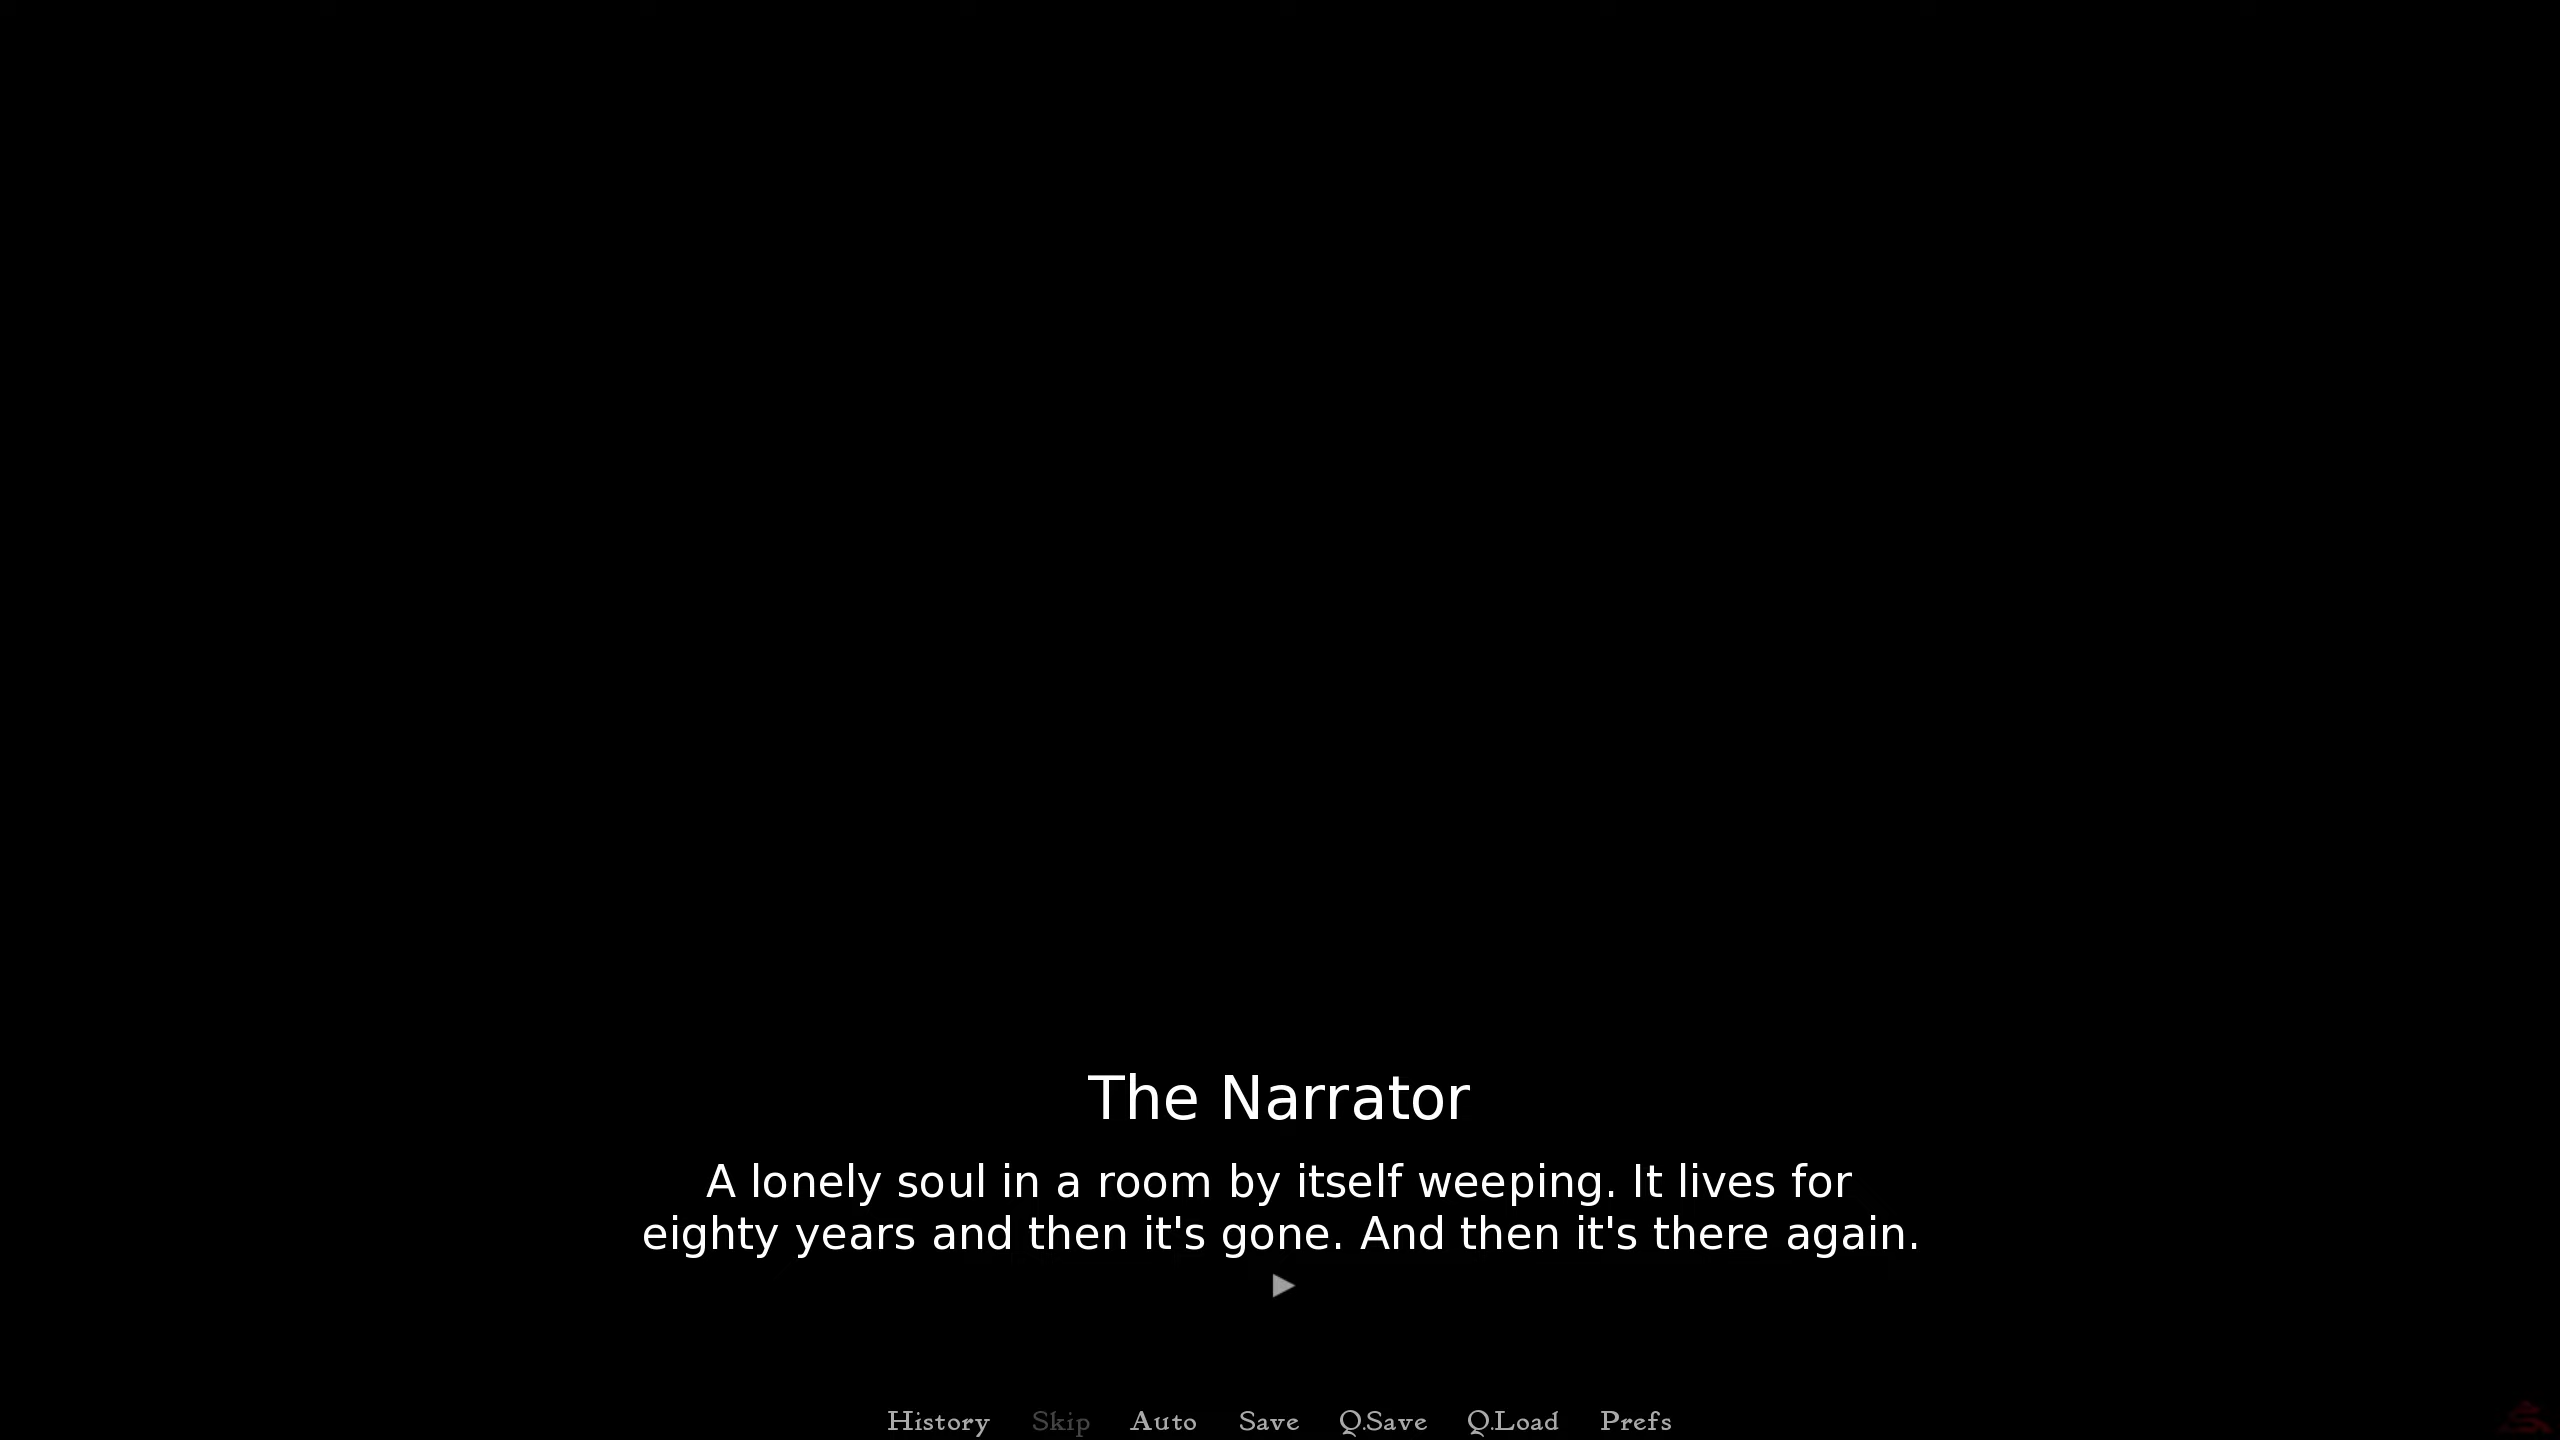 The Narrator
A lonely soul in a room by itself weeping. It lives for
eighty years and then it's gone. And then it's there again.
History Skip Auto Save Q.Save Q.Load Prefs